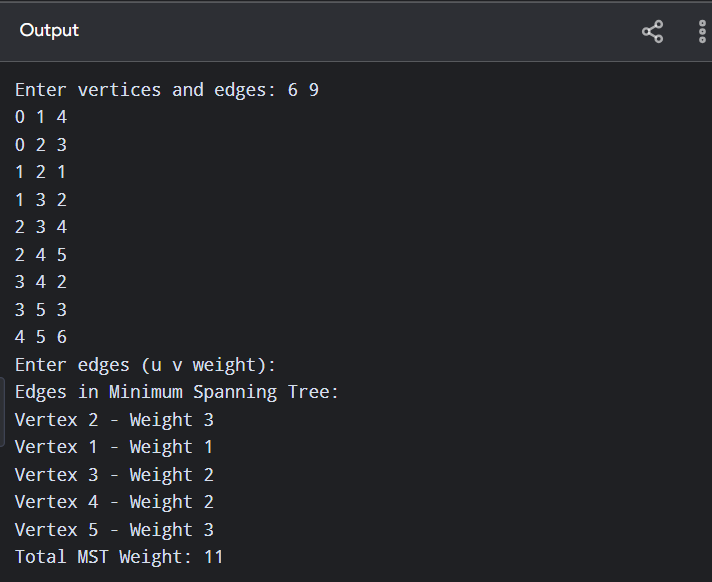 Output
Enter vertices and edges: 6 9
0 1 4
0 2 3
1 2 1
1 3 2
2 3 4
2 4 5
3 4 2
3 5 3
4 5 6
Enter edges (u v weight):
Edges in Minimum Spanning Tree:
Vertex 2 - Weight 3
Vertex 1 - Weight 1
Vertex 3 - Weight 2
Vertex 4 - Weight 2
Vertex 5 - Weight 3
Total MST Weight: 11